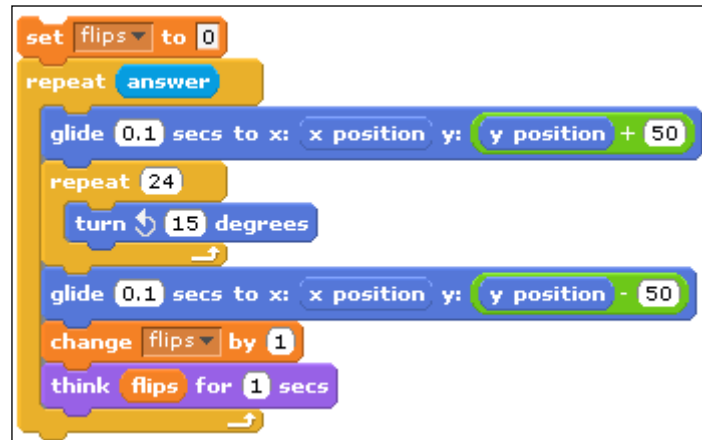 set flips to 0
repeat answer
glide 0.1 secs to x: x position y: y position + 50
repeat 24
turn 15 degrees
glide 0.1 secs to x: x position y: y position - 50
change flips by 1
think flips for 1 secs